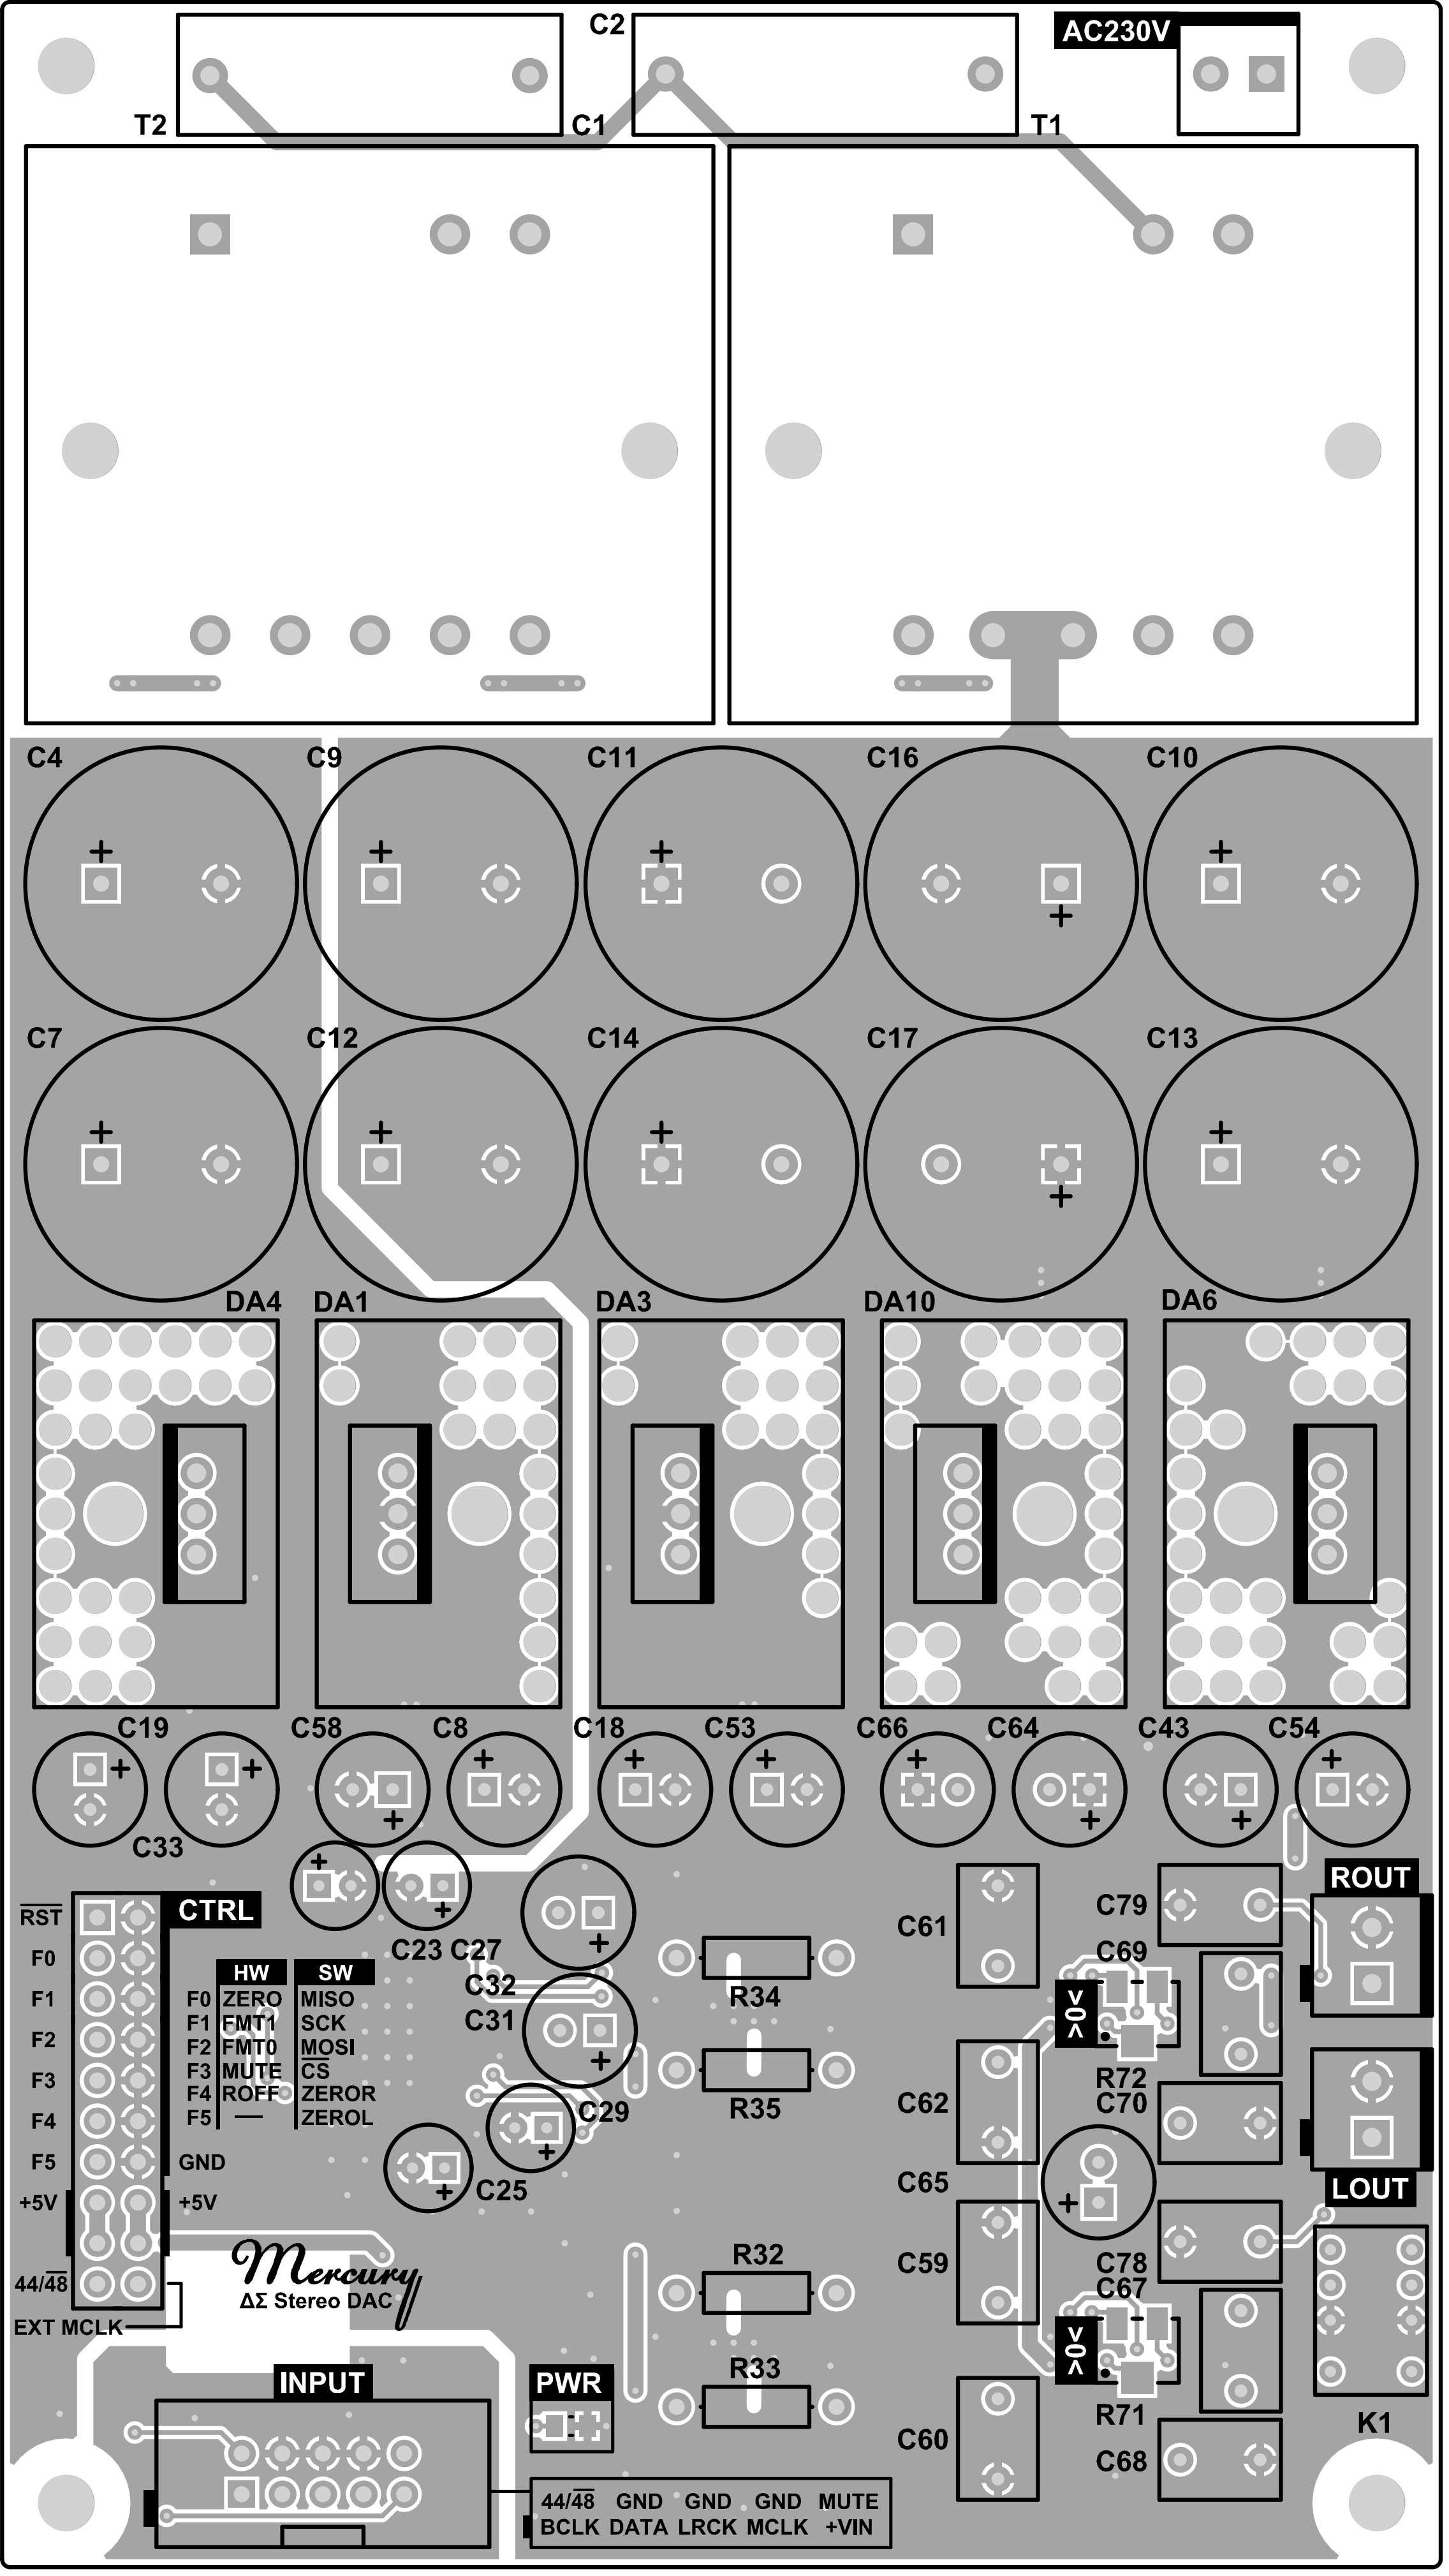 C2
AC230V
T2
C1
T1
C4
C9
C11
C16
C10
+
+
+
+
+
C7
C12
C14
C17
C13
+
+
+
+
+
DA4
DA1
DA3
DA10
DA6
C19
C58
C8
C18
C53
C66
C64
C43
C54
+
+
+
+
+
+
+
+
+
+
C33
+
+
ROUT
RST
CTRL
C79
C61
C23
C27
C69
F0
HW
SW
C32
R34
F1
F0
ZERO
MISO
F1
FMT1
SCK
C31
<0>
F2
F2
FMT0
MOSI
+
F3
MUTE
CS
R72
F3
F4
ROFF
ZEROR
C29
C62
C70
R35
F4
F5
—
ZEROL
+
F5
GND
C25
+
C65
+
LOUT
+5V
+5V
Mercury
R32
C59
C78
44/48
ΔΣ Stereo DAC
C67
EXT MCLK
<0>
INPUT
PWR
R33
R71
K1
C60
C68
44/48 GND GND GND MUTE
BCLK DATA LRCK MCLK +VIN